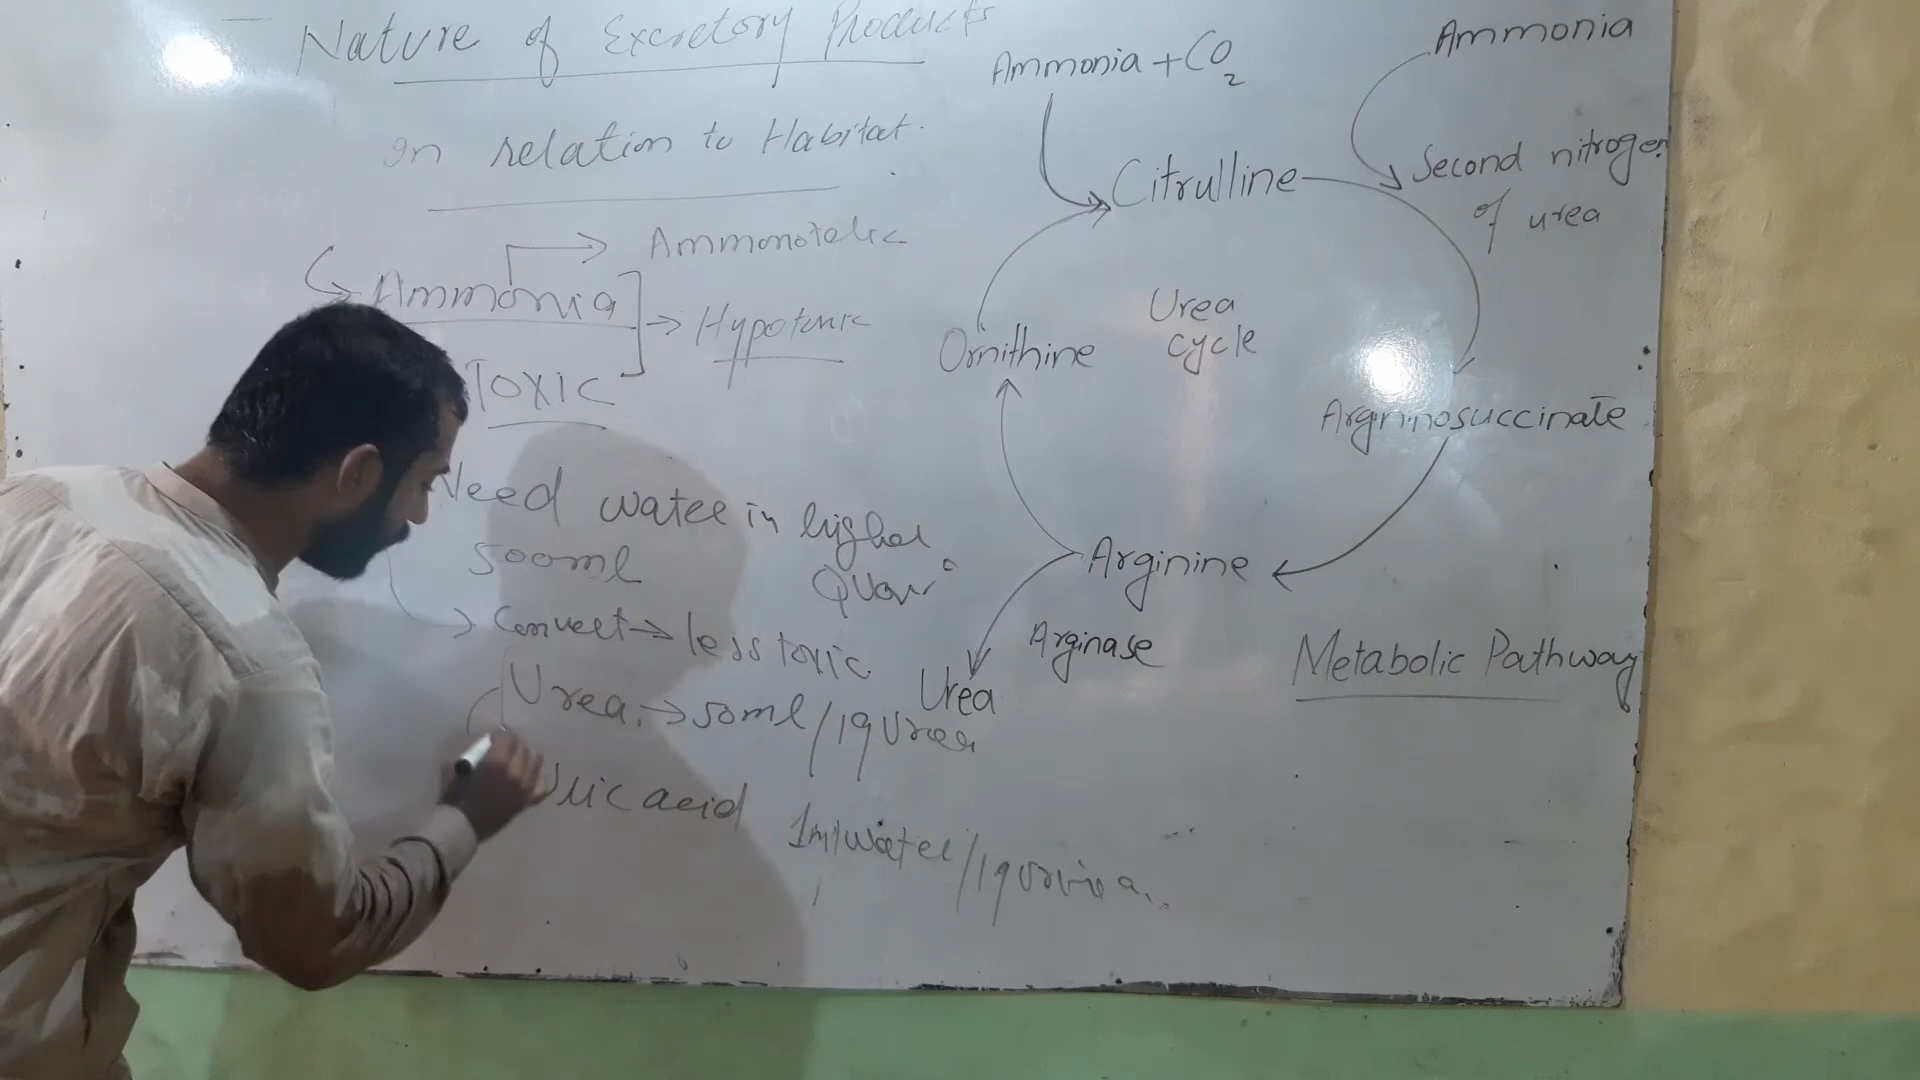 Nature of Excretory Products
In relation to Habitat.
Ammonotelic
Ammonia
Hypotonic
Toxic
Need water in higher
500ml
Convert → less toxic
Urea. → 50ml/1g Urea
acid 1ml water/1g
Ammonia + CO2
Ammonia
Citrulline
Second nitrogen
of urea
Urea
cycle
Ornithine
Argininosuccinate
Arginine
Arginase
Urea
Metabolic Pathway